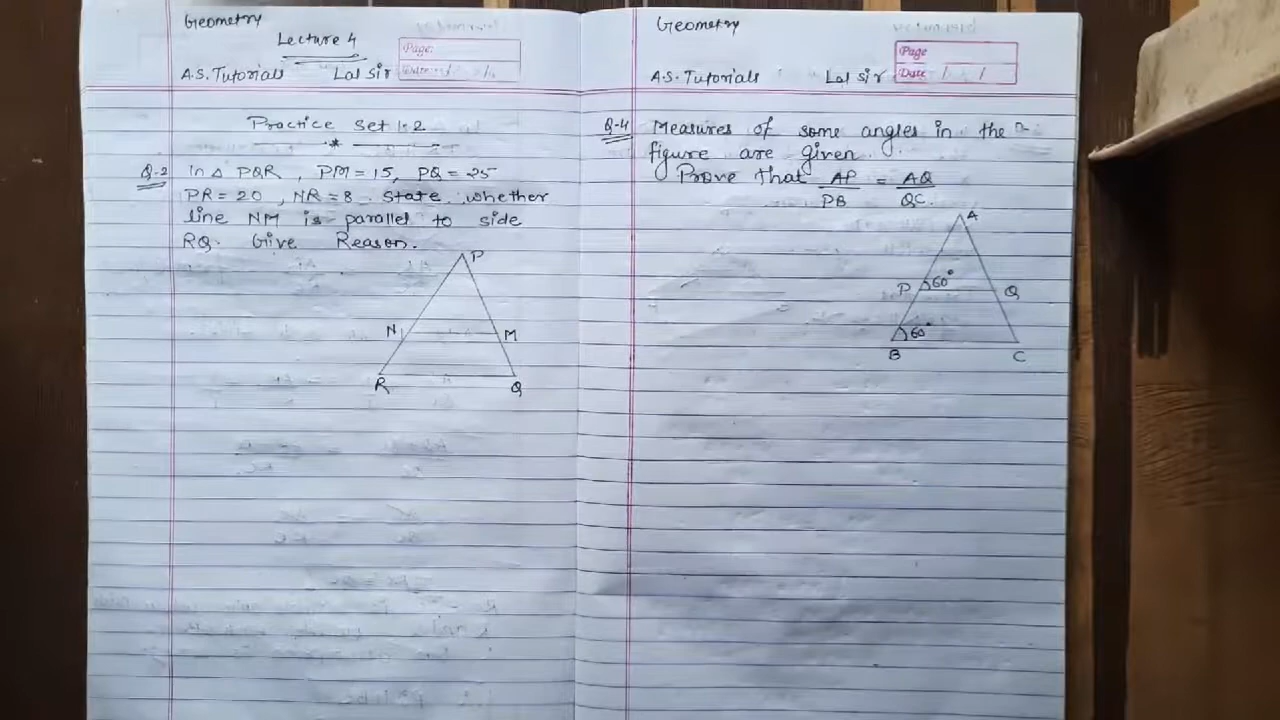 Geometry
Lecture 4
Page:
Date: / /
A.S. Tutorials Lal sir
Practice Set 1.2
Q-2 In △ PQR, PM = 15, PQ = 25
PR = 20, NR = 8. State whether
line NM is parallel to side
RQ. Give Reason.
P
N M
R Q
Geometry
Page
Date / /
A.S. Tutorials Lal sir
Q-4 Measures of some angles in the
figure are given.
Prove that AP/PB = AQ/QC.
A
P 60° Q
60°
B C